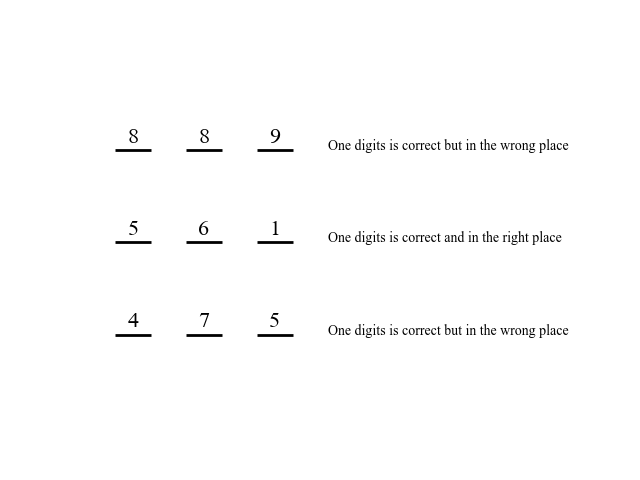 8 8 9 One digits is correct but in the wrong place
5 6 1 One digits is correct and in the right place
4 7 5 One digits is correct but in the wrong place